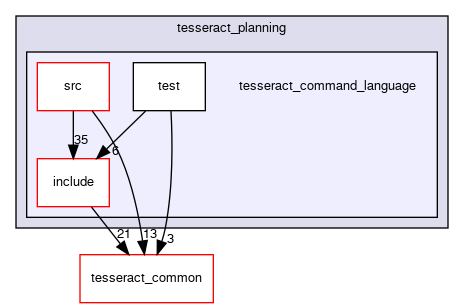 tesseract_planning
src
test
tesseract_command_language
35
6
include
21
13
3
tesseract_common